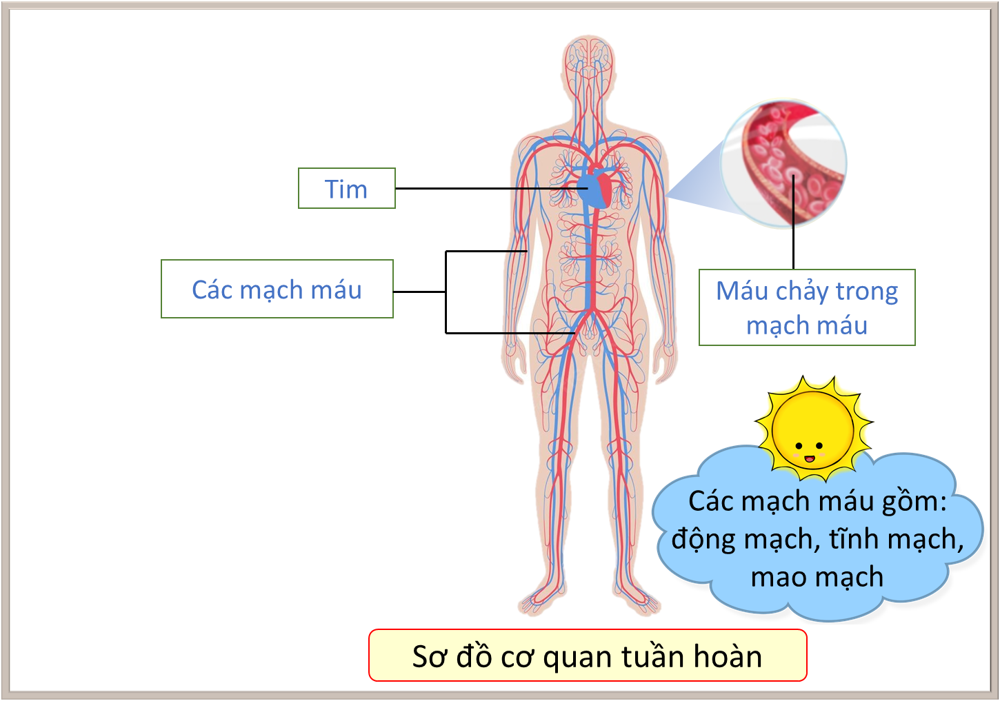 Tim
Các mạch máu
Máu chảy trong
mạch máu
Các mạch máu gồm:
động mạch, tĩnh mạch,
mao mạch
Sơ đồ cơ quan tuần hoàn